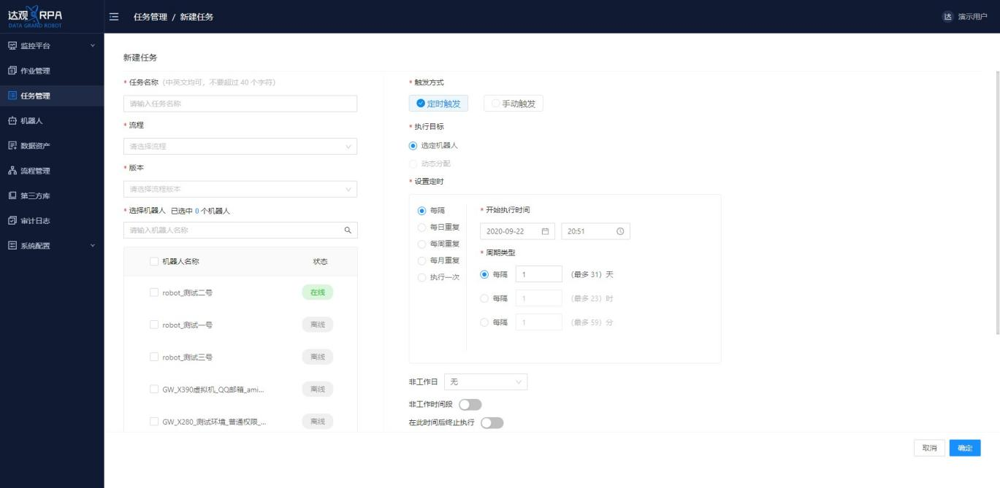 达观RPA
DATA GRAND ROBOT
任务管理 / 新建任务
达 演示用户
监控平台
作业管理
任务管理
机器人
数据资产
流程管理
第三方库
审计日志
系统配置
新建任务
* 任务名称（中英文均可，不要超过 40 个字符）
请输入任务名称
* 流程
请选择流程
* 版本
请选择流程版本
* 选择机器人 已选中 0 个机器人
请输入机器人名称
机器人名称 状态
robot_测试二号 在线
robot_测试一号 离线
robot_测试三号 离线
GW_X390虚拟机_QQ邮箱_ami... 离线
GW_X280_测试环境_普通权限_... 离线
* 触发方式
定时触发 手动触发
* 执行目标
选定机器人
动态分配
* 设置定时
每隔
每日重复
每周重复
每月重复
执行一次
* 开始执行时间
2020-09-22 20:51
* 周期类型
每隔 1 （最多 31）天
每隔 1 （最多 23）时
每隔 1 （最多 59）分
非工作日 无
非工作时间段
在此时间后终止执行
取消 确定